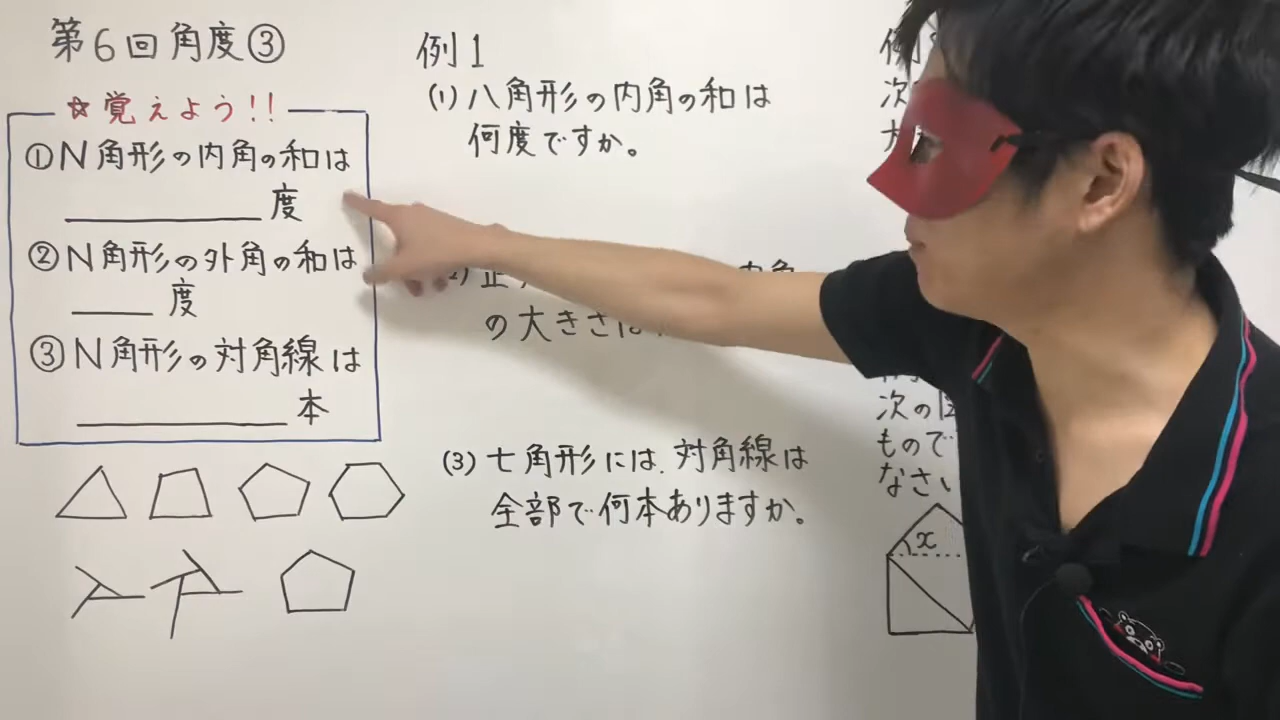 第6回角度③
☆覚えよう!!
①N角形の内角の和は
度
②N角形の外角の和は
度
③N角形の対角線は
本
例1
(1)八角形の内角の和は
何度ですか。
の大きさは
(3)七角形には、対角線は
全部で何本ありますか。
例
次
次の
もので
なさい
x